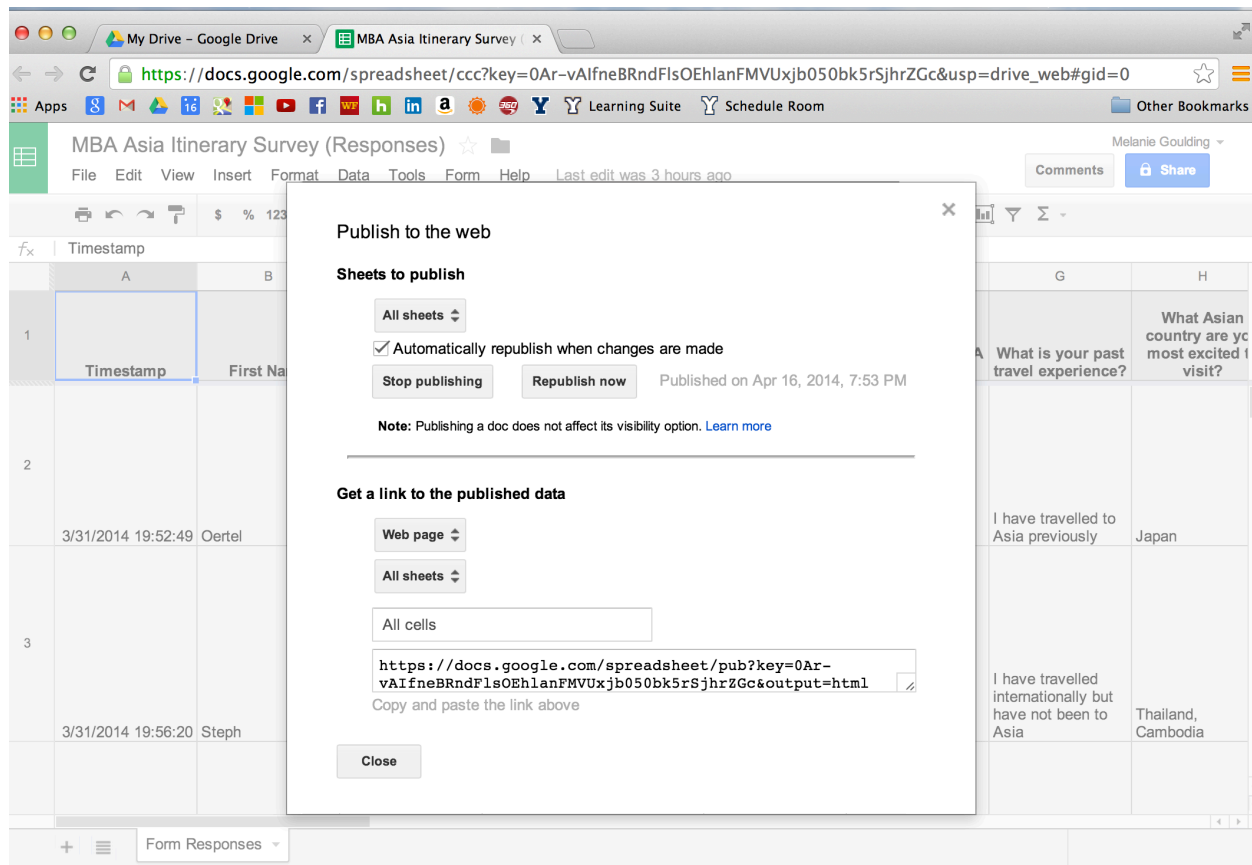 My Drive – Google Drive × MBA Asia Itinerary Survey ( ×
https://docs.google.com/spreadsheet/ccc?key=0Ar-vAIfneBRndFlsOEhlanFMVUxjb050bk5rSjhrZGc&usp=drive_web#gid=0
Apps 8 16 WF h in a 360 Y Y Learning Suite Y Schedule Room Other Bookmarks
MBA Asia Itinerary Survey (Responses) Melanie Goulding
File Edit View Insert Format Data Tools Form Help Last edit was 3 hours ago Comments Share
$ % 123 Σ
fx Timestamp
A B G H
1 Timestamp First Na A What is your past travel experience? What Asian country are yo most excited t visit?
Publish to the web ×
Sheets to publish
All sheets
Automatically republish when changes are made
Stop publishing Republish now Published on Apr 16, 2014, 7:53 PM
Note: Publishing a doc does not affect its visibility option. Learn more
Get a link to the published data
Web page
All sheets
All cells
https://docs.google.com/spreadsheet/pub?key=0Ar-
vAIfneBRndFlsOEhlanFMVUxjb050bk5rSjhrZGc&output=html
Copy and paste the link above
Close
2
3/31/2014 19:52:49 Oertel
I have travelled to
Asia previously
Japan
3
3/31/2014 19:56:20 Steph
I have travelled
internationally but
have not been to
Asia
Thailand,
Cambodia
+ Form Responses